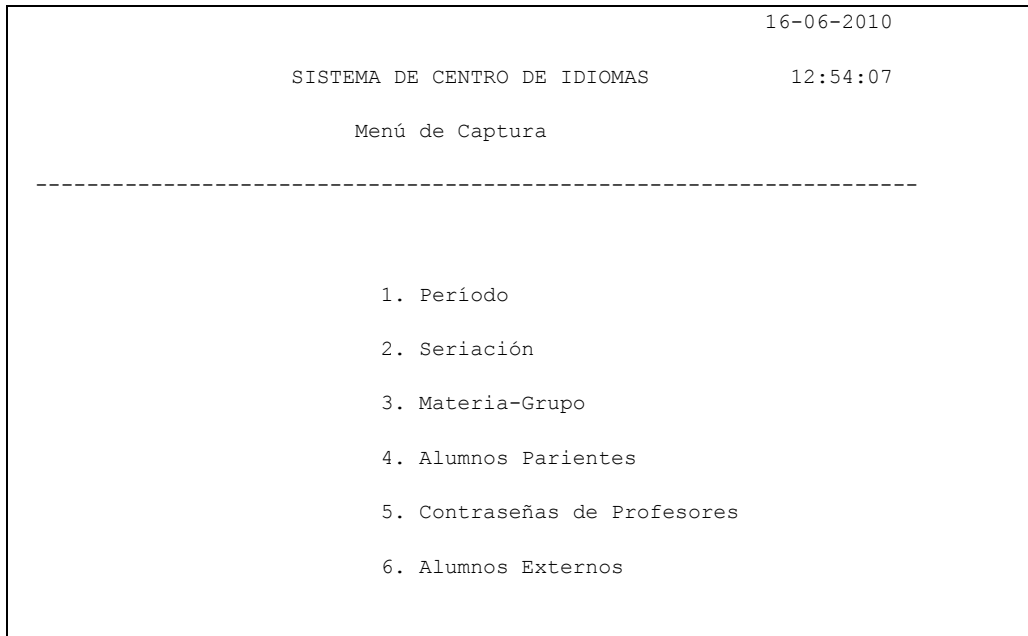 16-06-2010
SISTEMA DE CENTRO DE IDIOMAS 12:54:07
Menú de Captura
---------------------------------------------------------------------
1. Período
2. Seriación
3. Materia-Grupo
4. Alumnos Parientes
5. Contraseñas de Profesores
6. Alumnos Externos